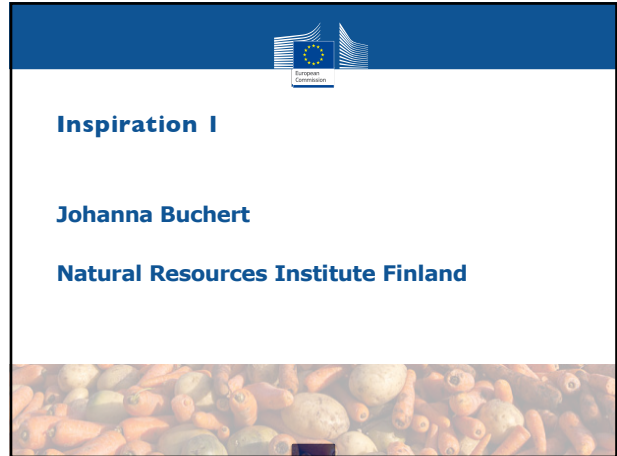 European
Commission
Inspiration I
Johanna Buchert
Natural Resources Institute Finland